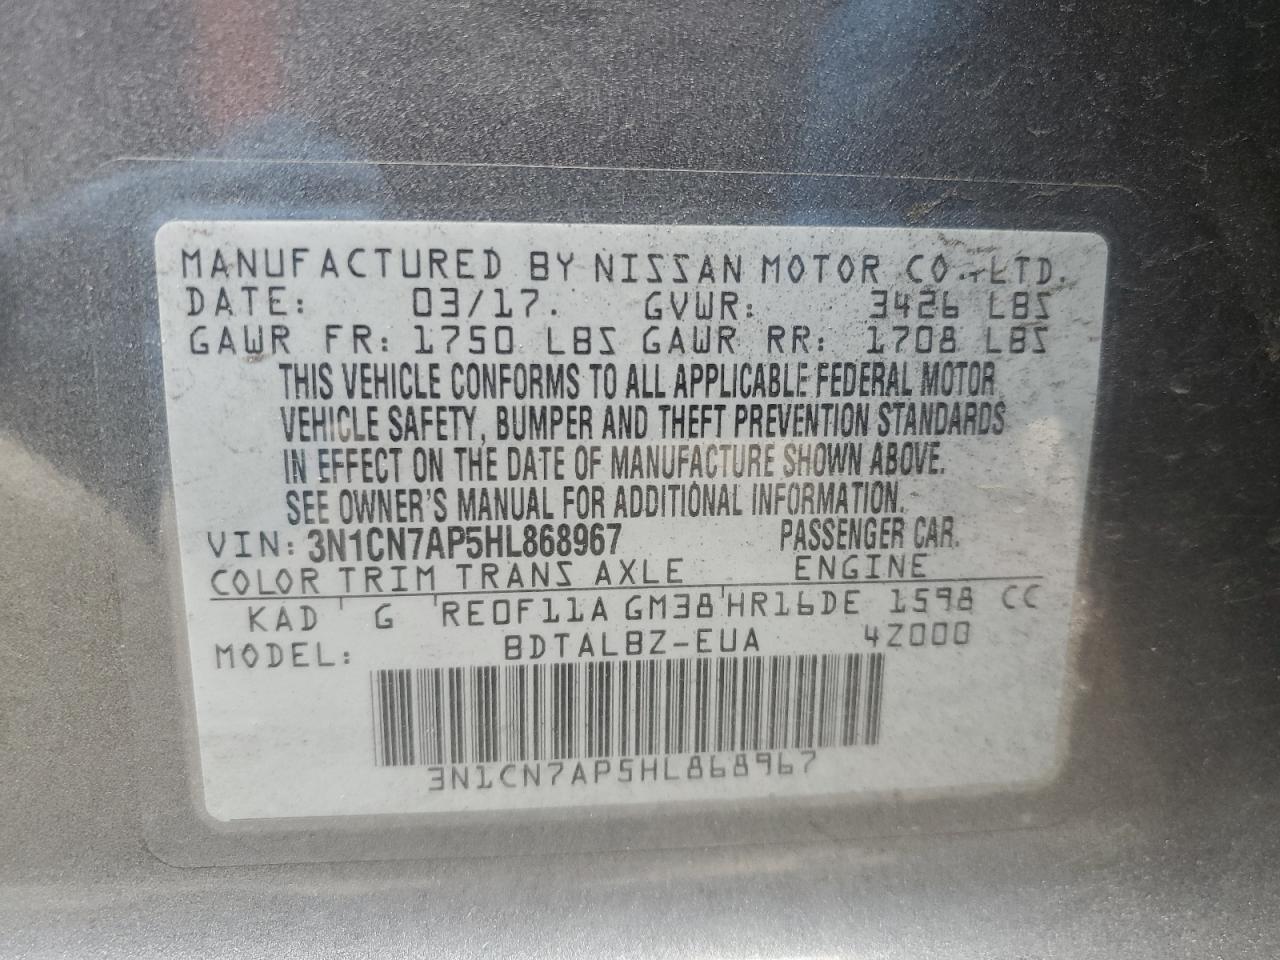 MANUFACTURED BY NISSAN MOTOR CO.,LTD.
DATE: 03/17. GVWR: 3426 LBS
GAWR FR: 1750 LBS GAWR RR: 1708 LBS
THIS VEHICLE CONFORMS TO ALL APPLICABLE FEDERAL MOTOR
VEHICLE SAFETY, BUMPER AND THEFT PREVENTION STANDARDS
IN EFFECT ON THE DATE OF MANUFACTURE SHOWN ABOVE.
SEE OWNER'S MANUAL FOR ADDITIONAL INFORMATION.
VIN: 3N1CN7AP5HL868967 PASSENGER CAR.
COLOR TRIM TRANS AXLE ENGINE
KAD G RE0F11A GM38 HR16DE 1598 CC
MODEL: BDTALBZ-EUA 4Z000
3N1CN7AP5HL868967